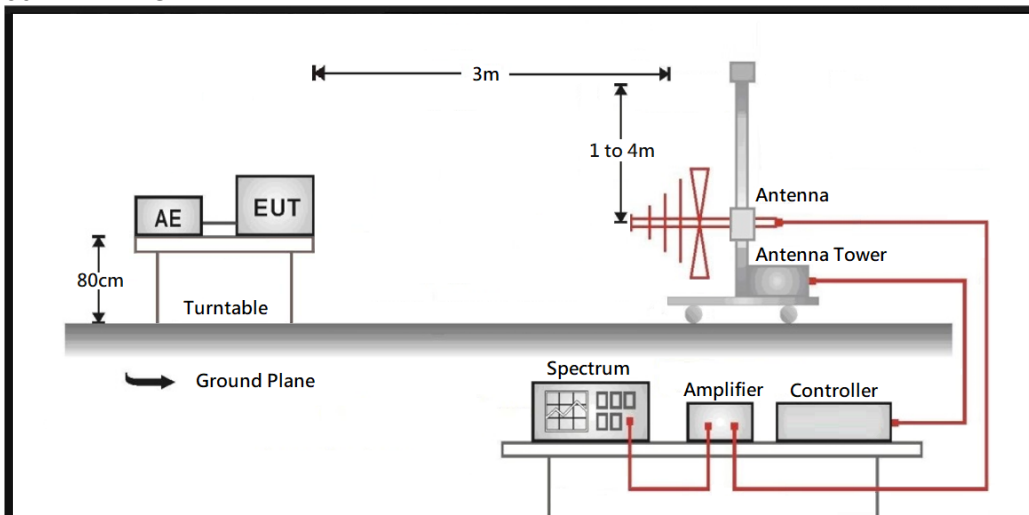 3m
1 to 4m
Antenna
AE
EUT
Antenna Tower
80cm
Turntable
Ground Plane
Spectrum
Amplifier
Controller